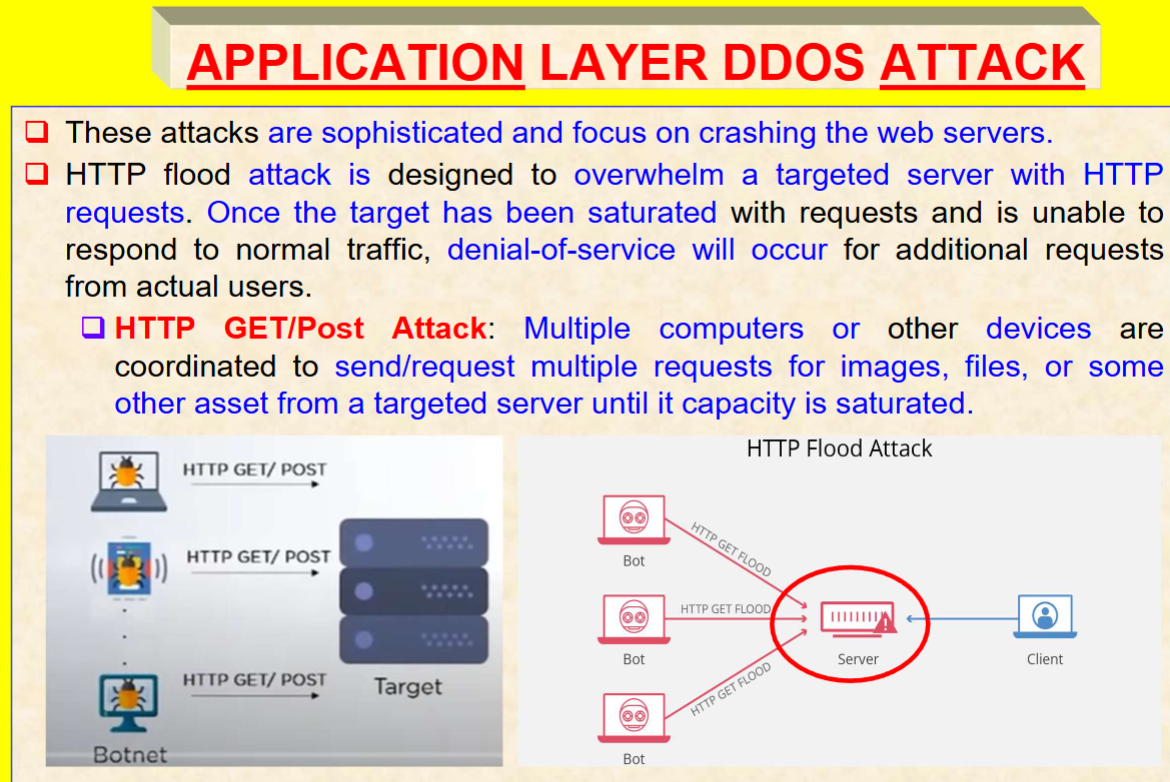 APPLICATION LAYER DDOS ATTACK
These attacks are sophisticated and focus on crashing the web servers.
HTTP flood attack is designed to overwhelm a targeted server with HTTP
requests. Once the target has been saturated with requests and is unable to
respond to normal traffic, denial-of-service will occur for additional requests
from actual users.
HTTP GET/Post Attack: Multiple computers or other devices are
coordinated to send/request multiple requests for images, files, or some
other asset from a targeted server until it capacity is saturated.
HTTP GET/ POST
HTTP GET/ POST
HTTP GET/ POST
Target
Botnet
HTTP Flood Attack
HTTP GET FLOOD
Bot
HTTP GET FLOOD
Bot
Server
Client
HTTP GET FLOOD
Bot